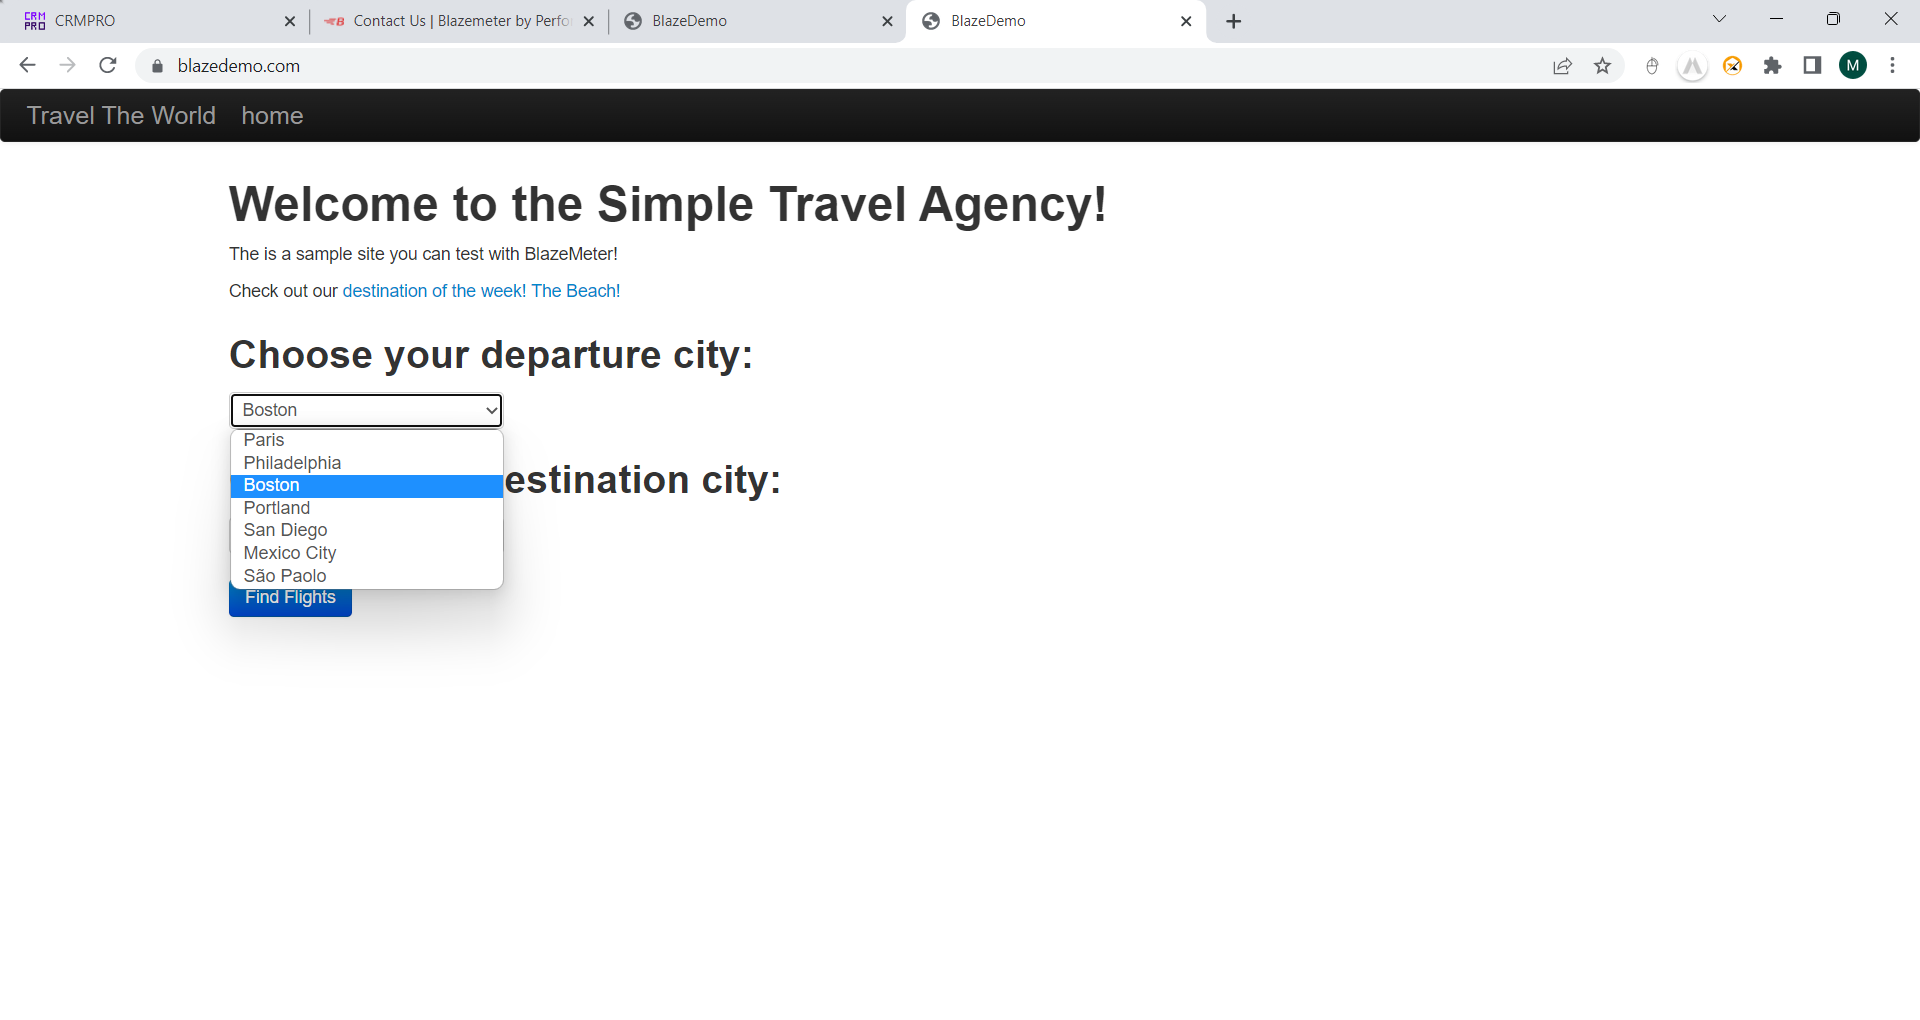 CRM PRO CRMPRO
Contact Us | Blazemeter by Perfo
BlazeDemo
BlazeDemo
blazedemo.com
M
Travel The World home
Welcome to the Simple Travel Agency!
The is a sample site you can test with BlazeMeter!
Check out our destination of the week! The Beach!
Choose your departure city:
Boston
Paris
Philadelphia
Boston
estination city:
Portland
San Diego
Mexico City
São Paolo
Find Flights